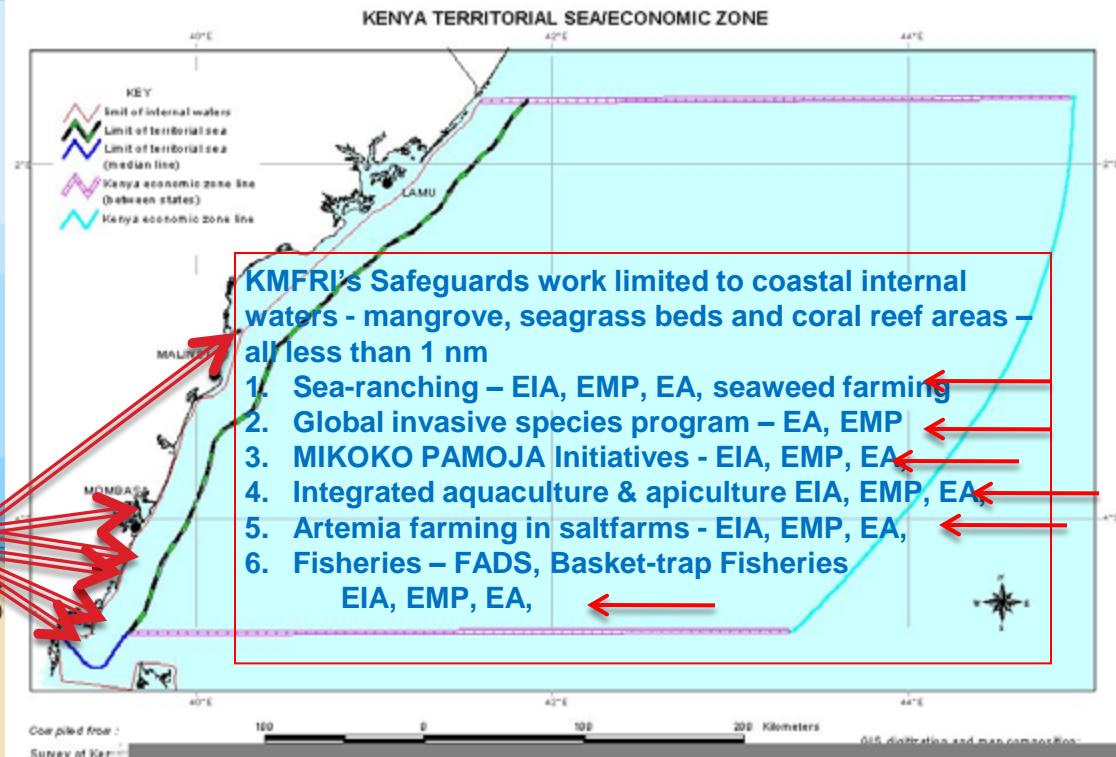 KENYA TERRITORIAL SEA/ECONOMIC ZONE
40°E 42°E 44°E
KEY
limit of internal waters
Limit of territorial sea
Limit of territorial sea
(median line)
Kenya economic zone line
(between states)
Kenya economic zone line
2°S
LAMU
KMFRI's Safeguards work limited to coastal internal
waters - mangrove, seagrass beds and coral reef areas –
all less than 1 nm
MALINDI
1. Sea-ranching – EIA, EMP, EA, seaweed farming
2. Global invasive species program – EA, EMP
3. MIKOKO PAMOJA Initiatives - EIA, EMP, EA,
MOMBASA
4. Integrated aquaculture & apiculture EIA, EMP, EA,
5. Artemia farming in saltfarms - EIA, EMP, EA,
6. Fisheries – FADS, Basket-trap Fisheries
EIA, EMP, EA,
40°E 42°E 44°E
Compiled from :
100 0 100 200 Kilometers
Survey of
GIS digitization and map composition: